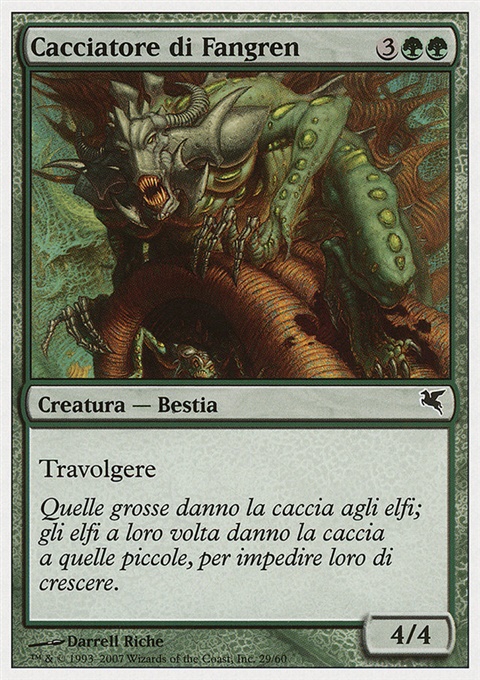 Cacciatore di Fangren 3
Creatura — Bestia
Travolgere
Quelle grosse danno la caccia agli elfi;
gli elfi a loro volta danno la caccia
a quelle piccole, per impedire loro di
crescere.
Darrell Riche
4/4
™ & © 1993–2007 Wizards of the Coast, Inc. 29/60